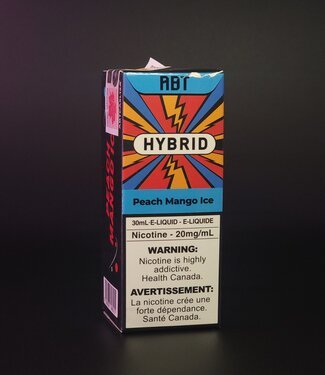 ABT
HYBRID
Peach Mango Ice
30mL·E-LIQUID - E-LIQUIDE
Nicotine - 20mg/mL
WARNING:
Nicotine is highly
addictive.
Health Canada.
AVERTISSEMENT:
La nicotine crée une
forte dépendance.
Santé Canada.